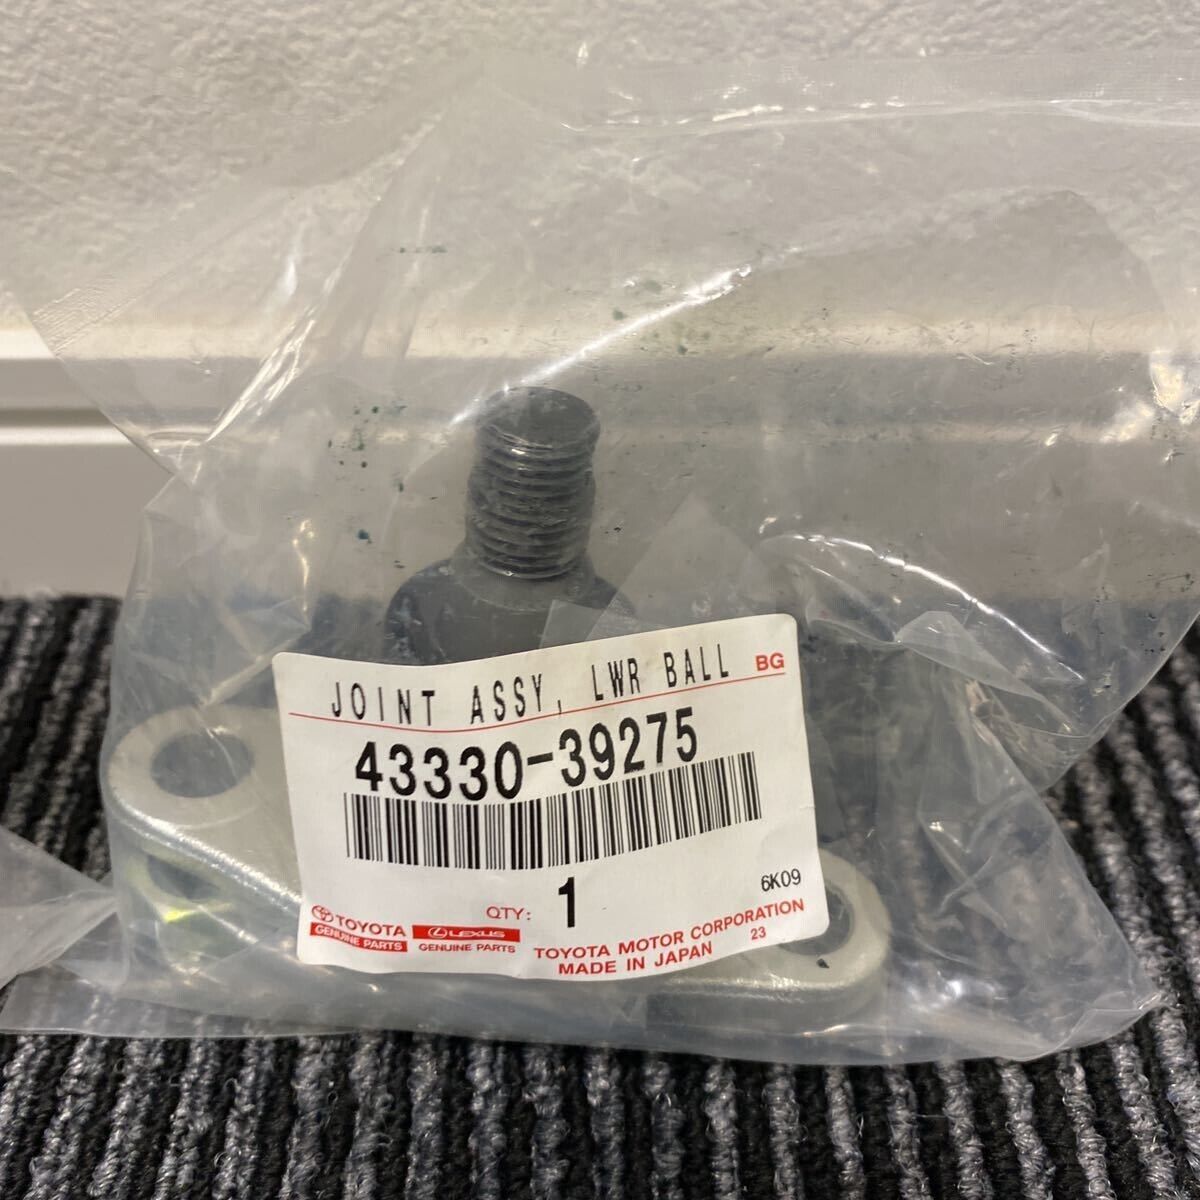 JOINT ASSY, LWR BALL BG
43330-39275
6K09
QTY: 1
TOYOTA LEXUS
GENUINE PARTS GENUINE PARTS
TOYOTA MOTOR CORPORATION
MADE IN JAPAN 23